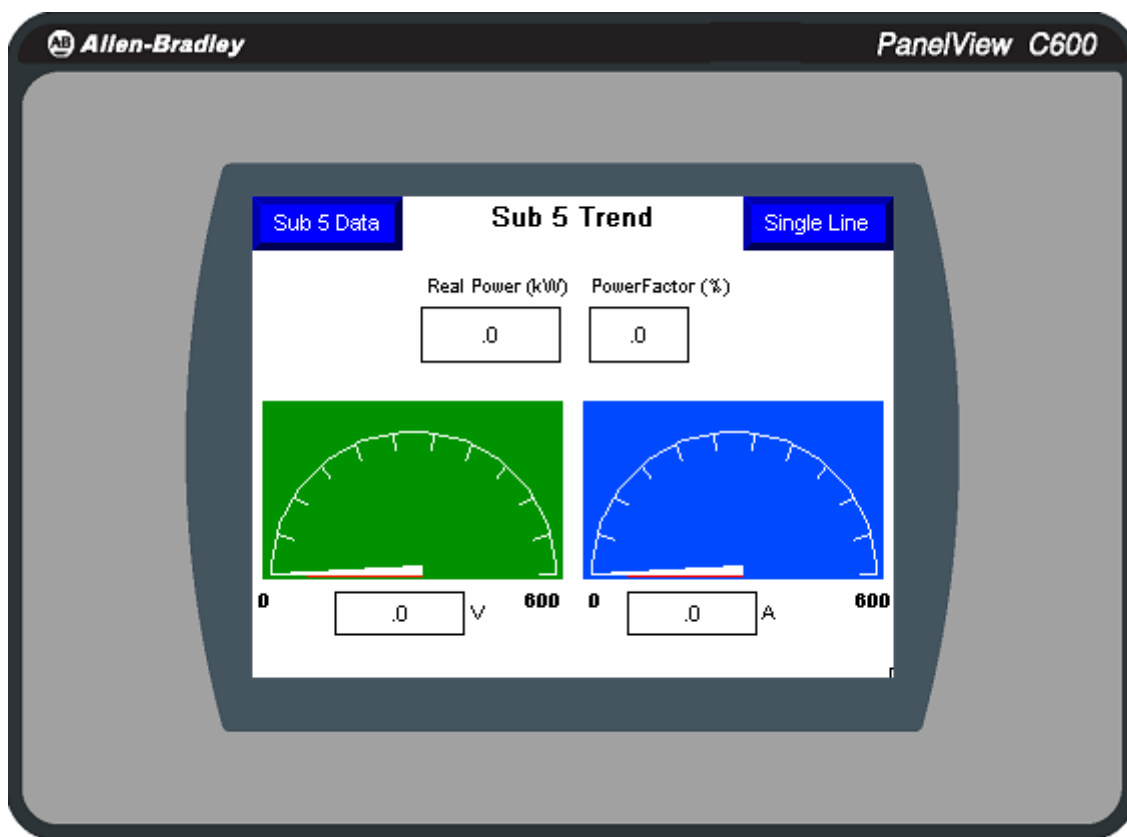 AB Allen-Bradley
PanelView C600
Sub 5 Data
Sub 5 Trend
Single Line
Real Power (kW) PowerFactor (%)
.0 .0
0 .0 V 600 0 .0 A 600